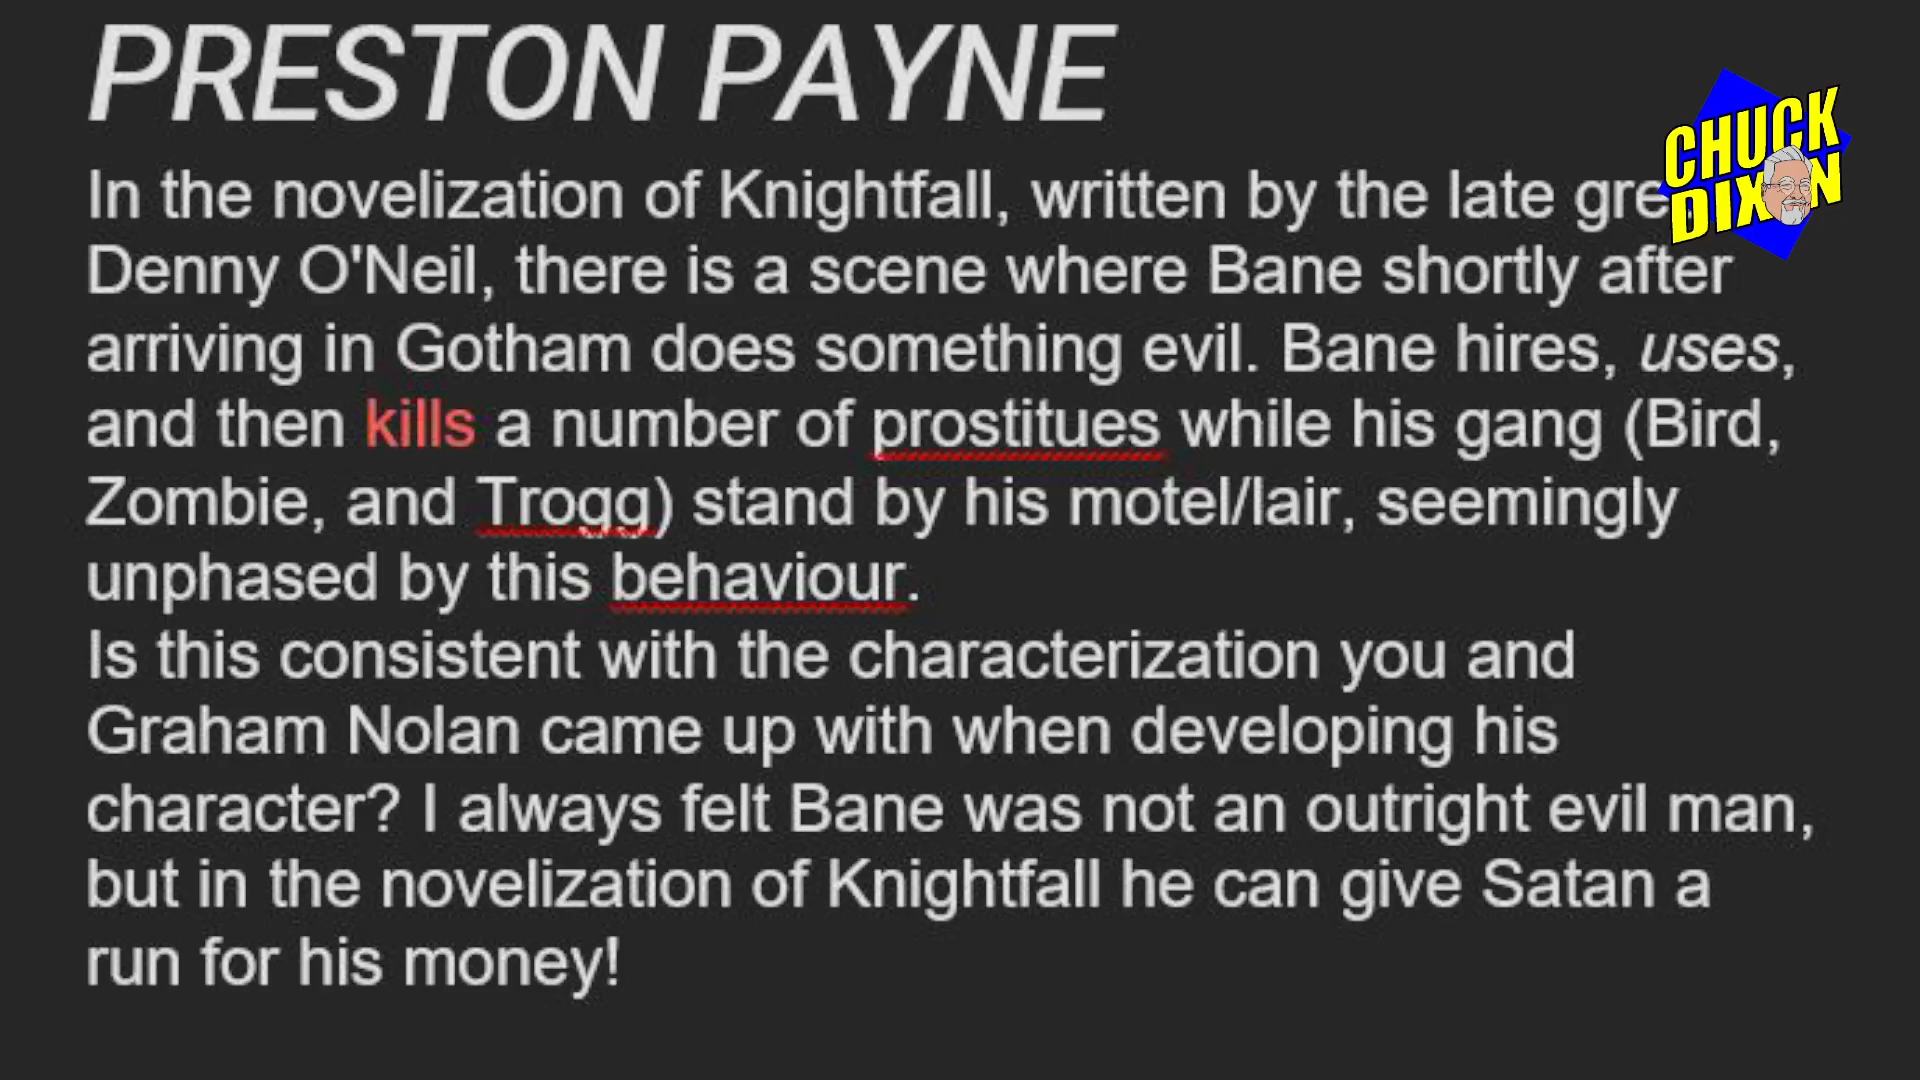 PRESTON PAYNE
In the novelization of Knightfall, written by the late
Denny O'Neil, there is a scene where Bane shortly after
arriving in Gotham does something evil. Bane hires, uses,
and then kills a number of prostitues while his gang (Bird,
Zombie, and Trogg) stand by his motel/lair, seemingly
unphased by this behaviour.
Is this consistent with the characterization you and
Graham Nolan came up with when developing his
character? I always felt Bane was not an outright evil man,
but in the novelization of Knightfall he can give Satan a
run for his money!
CHUCK
DIXON